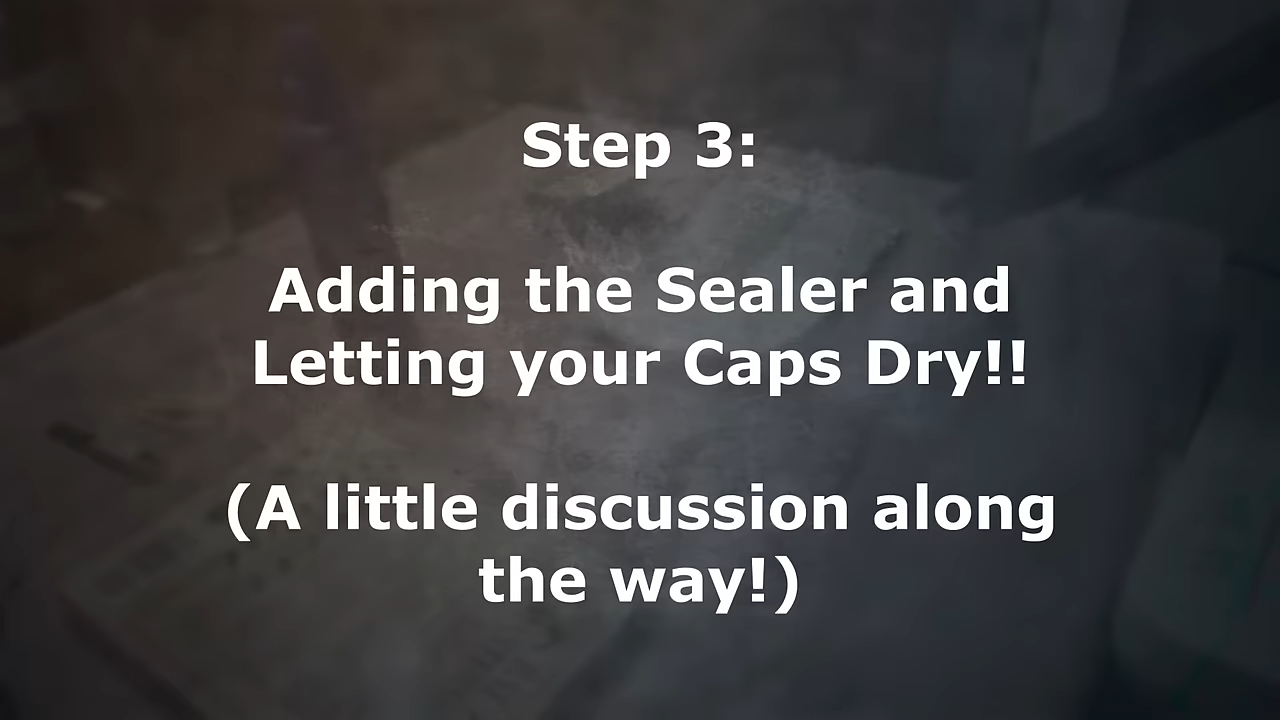 Step 3:
Adding the Sealer and
Letting your Caps Dry!!
(A little discussion along
the way!)